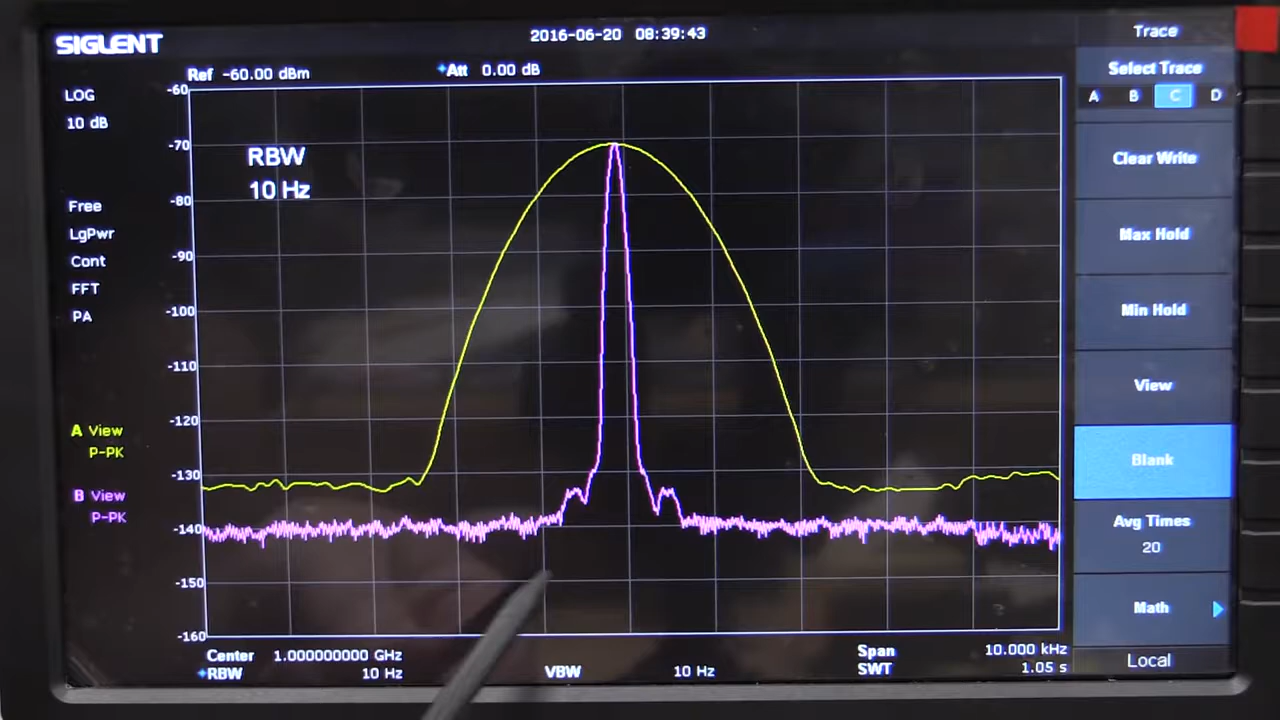 SIGLENT
2016-06-20 08:39:43
Trace
Ref -60.00 dBm
Att 0.00 dB
Select Trace
A B C D
LOG
10 dB
-60
-70
-80
-90
-100
-110
-120
-130
-140
-150
-160
RBW
10 Hz
Free
LgPwr
Cont
FFT
PA
A View
P-PK
B View
P-PK
Clear Write
Max Hold
Min Hold
View
Blank
Avg Times
20
Math
Local
Center 1.000000000 GHz
Span 10.000 kHz
RBW 10 Hz
VBW 10 Hz
SWT 1.05 s